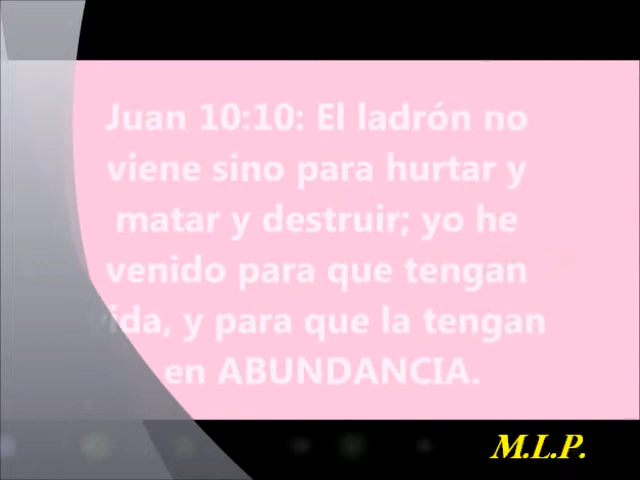 Juan 10:10: El ladrón no
viene sino para hurtar y
matar y destruir; yo he
venido para que tengan
vida, y para que la tengan
en ABUNDANCIA.
M.L.P.